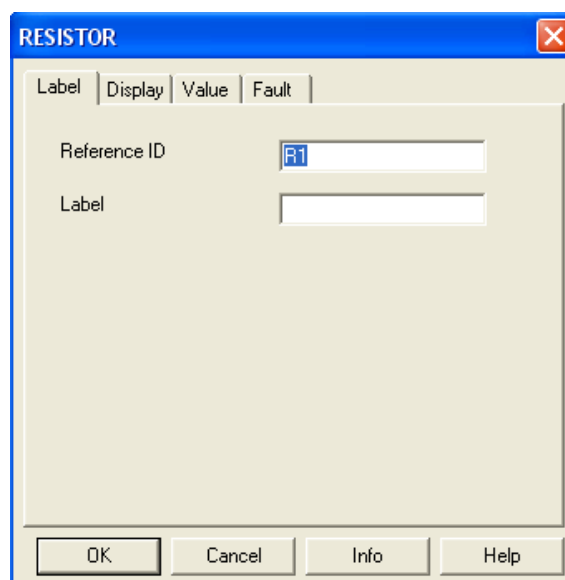 RESISTOR
Label Display Value Fault
Reference ID R1
Label
OK Cancel Info Help